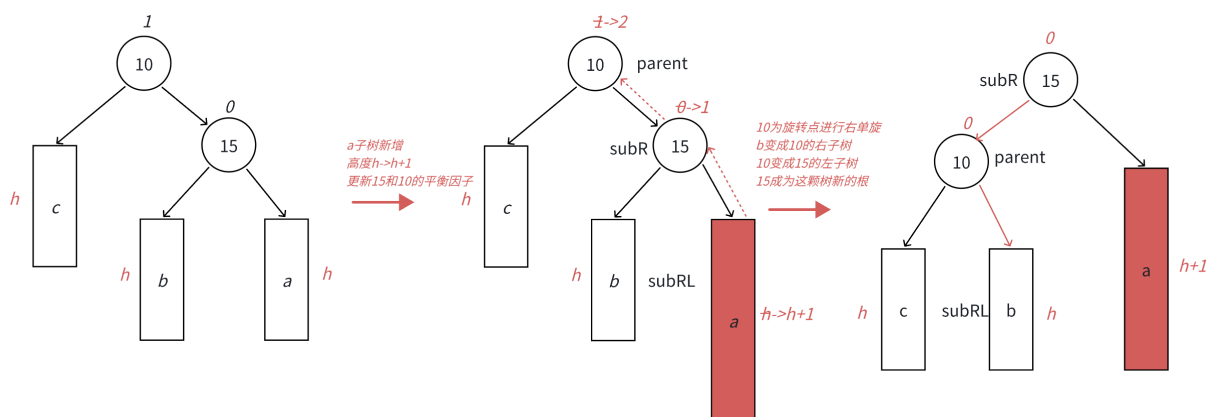 1
10
0
15
h
c
h
b
a
h
a子树新增
高度h->h+1
更新15和10的平衡因子
1->2
10
parent
0->1
subR
15
h
c
h
b
subRL
a
h->h+1
10为旋转点进行右单旋
b变成10的右子树
10变成15的左子树
15成为这颗树新的根
0
subR
15
0
10
parent
a
h+1
h
c
subRL
b
h